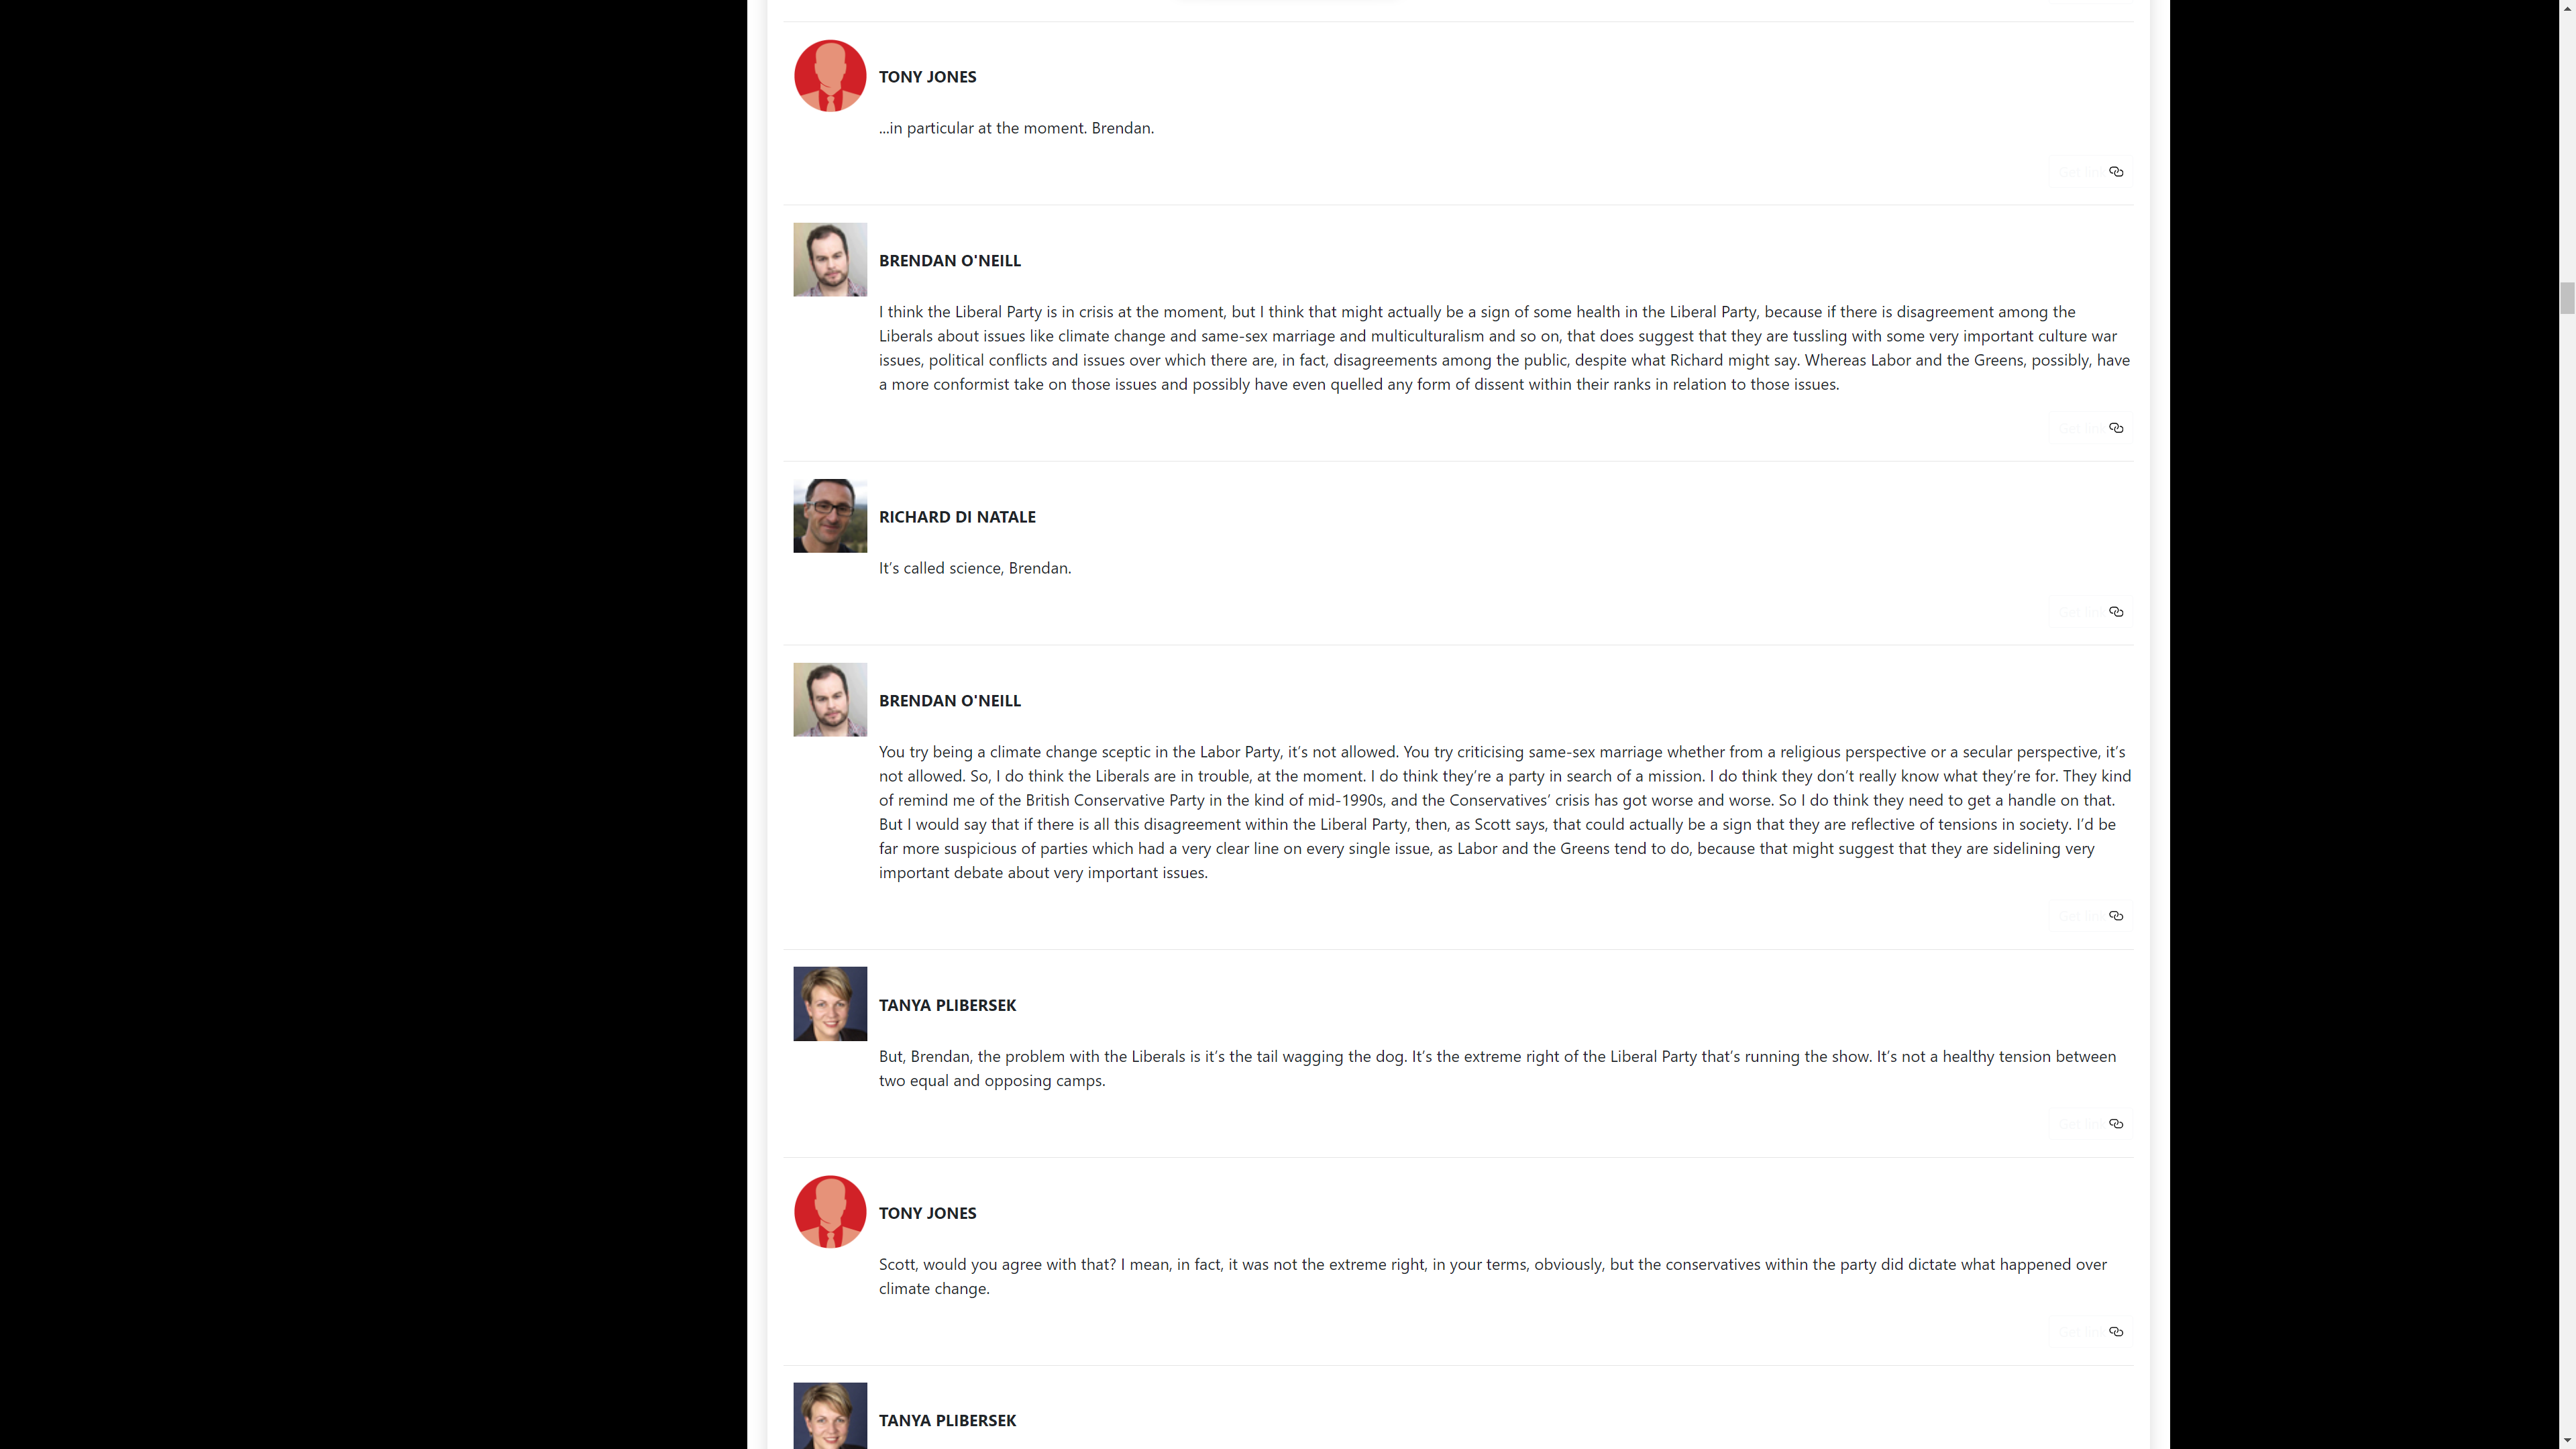 TONY JONES
...in particular at the moment. Brendan.
BRENDAN O'NEILL
I think the Liberal Party is in crisis at the moment, but I think that might actually be a sign of some health in the Liberal Party, because if there is disagreement among the
Liberals about issues like climate change and same-sex marriage and multiculturalism and so on, that does suggest that they are tussling with some very important culture war
issues, political conflicts and issues over which there are, in fact, disagreements among the public, despite what Richard might say. Whereas Labor and the Greens, possibly, have
a more conformist take on those issues and possibly have even quelled any form of dissent within their ranks in relation to those issues.
RICHARD DI NATALE
It’s called science, Brendan.
BRENDAN O'NEILL
You try being a climate change sceptic in the Labor Party, it’s not allowed. You try criticising same-sex marriage whether from a religious perspective or a secular perspective, it’s
not allowed. So, I do think the Liberals are in trouble, at the moment. I do think they’re a party in search of a mission. I do think they don’t really know what they’re for. They kind
of remind me of the British Conservative Party in the kind of mid-1990s, and the Conservatives’ crisis has got worse and worse. So I do think they need to get a handle on that.
But I would say that if there is all this disagreement within the Liberal Party, then, as Scott says, that could actually be a sign that they are reflective of tensions in society. I’d be
far more suspicious of parties which had a very clear line on every single issue, as Labor and the Greens tend to do, because that might suggest that they are sidelining very
important debate about very important issues.
TANYA PLIBERSEK
But, Brendan, the problem with the Liberals is it’s the tail wagging the dog. It’s the extreme right of the Liberal Party that’s running the show. It’s not a healthy tension between
two equal and opposing camps.
TONY JONES
Scott, would you agree with that? I mean, in fact, it was not the extreme right, in your terms, obviously, but the conservatives within the party did dictate what happened over
climate change.
TANYA PLIBERSEK